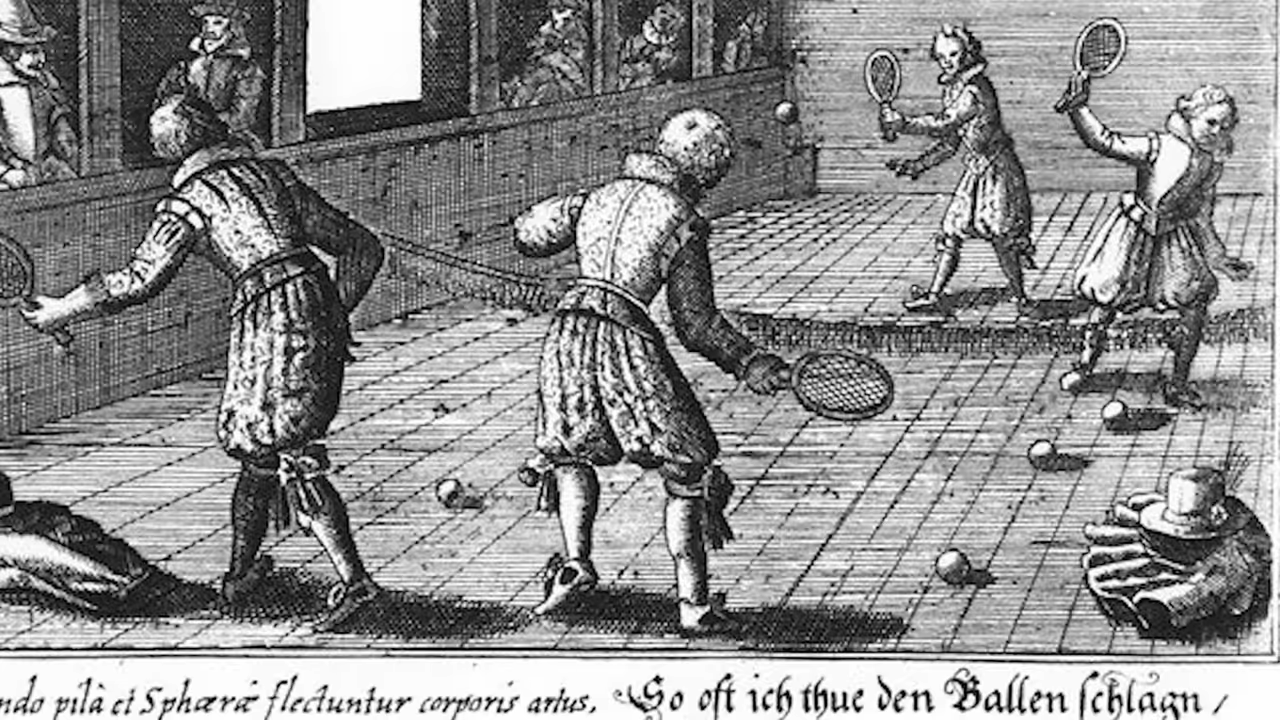 ndo pilâ et Sphæræ flectuntur corporis artus,
So oft ich thue den Ballen schlagn /